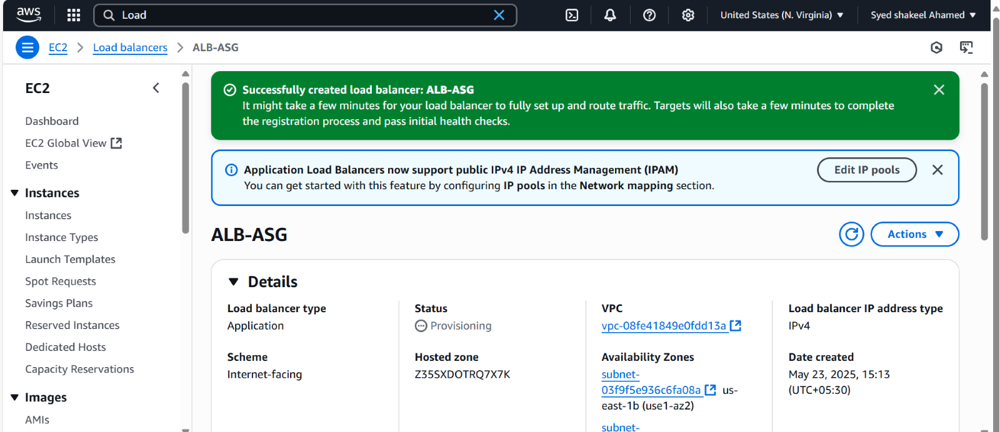 aws
Load
United States (N. Virginia)
Syed shakeel Ahamed
EC2
Load balancers
ALB-ASG
EC2
Dashboard
EC2 Global View
Events
Instances
Instances
Instance Types
Launch Templates
Spot Requests
Savings Plans
Reserved Instances
Dedicated Hosts
Capacity Reservations
Images
AMIs
Successfully created load balancer: ALB-ASG
It might take a few minutes for your load balancer to fully set up and route traffic. Targets will also take a few minutes to complete
the registration process and pass initial health checks.
Application Load Balancers now support public IPv4 IP Address Management (IPAM)
You can get started with this feature by configuring IP pools in the Network mapping section.
Edit IP pools
ALB-ASG
Actions
Details
Load balancer type
Application
Scheme
Internet-facing
Status
Provisioning
Hosted zone
Z35SXDOTRQ7X7K
VPC
vpc-08fe41849e0fdd13a
Availability Zones
subnet-
03f9f5e936c6fa08a us-
east-1b (use1-az2)
subnet-
Load balancer IP address type
IPv4
Date created
May 23, 2025, 15:13
(UTC+05:30)